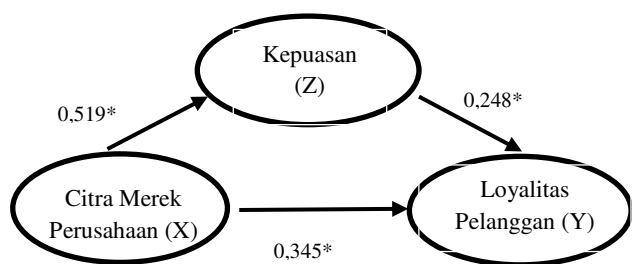 Kepuasan
(Z)
0,519*
0,248*
Citra Merek
Perusahaan (X)
Loyalitas
Pelanggan (Y)
0,345*